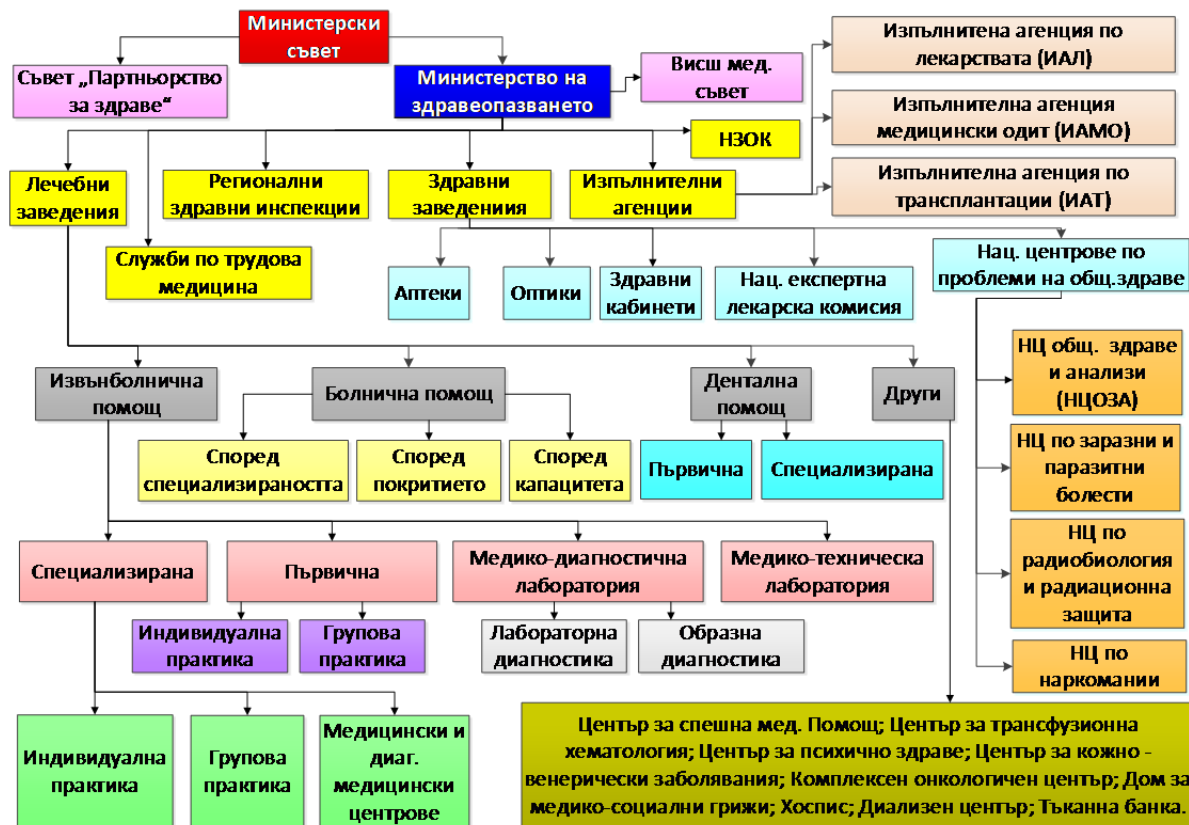 Министерски
съвет
Съвет „Партньорство
за здраве“
Министерство на
здравеопазването
Висш мед.
съвет
Изпълнитена агенция по
лекарствата (ИАЛ)
Изпълнителна агенция
медицински одит (ИАМО)
Изпълнителна агенция по
трансплантации (ИАТ)
НЗОК
Лечебни
заведения
Регионални
здравни инспекции
Здравни
заведениия
Изпълнителни
агенции
Служби по трудова
медицина
Аптеки
Оптики
Здравни
кабинети
Нац. експертна
лекарска комисия
Нац. центрове по
проблеми на общ.здраве
Извънболнична
помощ
Болнична помощ
Дентална
помощ
Други
НЦ общ. здраве
и анализи
(НЦОЗА)
Според
специализираността
Според
покритието
Според
капацитета
Първична
Специализирана
НЦ по заразни и
паразитни
болести
Специализирана
Първична
Медико-диагностична
лаборатория
Медико-техническа
лаборатория
НЦ по
радиобиология
и радиационна
защита
Индивидуална
практика
Групова
практика
Лабораторна
диагностика
Образна
диагностика
НЦ по
наркомании
Индивидуална
практика
Групова
практика
Медицински и
диаг.
медицински
центрове
Център за спешна мед. Помощ; Център за трансфузионна
хематология; Център за психично здраве; Център за кожно -
венерически заболявания; Комплексен онкологичен център; Дом за
медико-социални грижи; Хоспис; Диализен център; Тъканна банка.